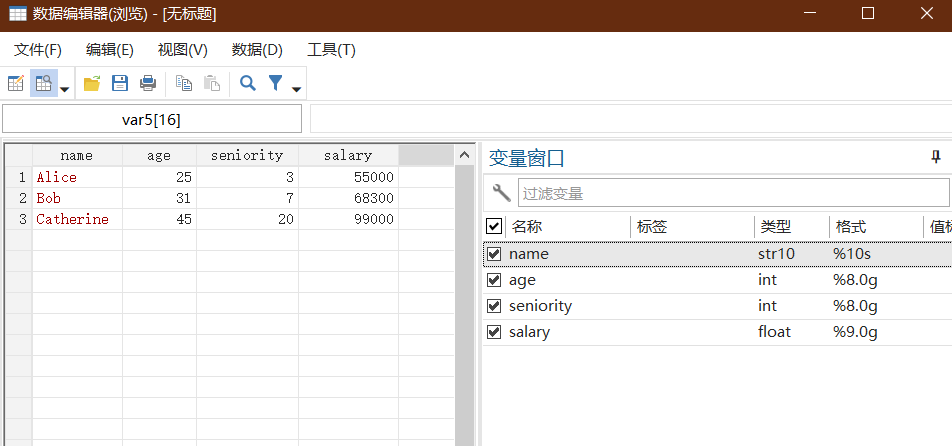 数据编辑器(浏览) - [无标题]
文件(F) 编辑(E) 视图(V) 数据(D) 工具(T)
var5[16]
name age seniority salary
1 Alice 25 3 55000
2 Bob 31 7 68300
3 Catherine 45 20 99000
变量窗口
过滤变量
名称 标签 类型 格式 值标
name str10 %10s
age int %8.0g
seniority int %8.0g
salary float %9.0g